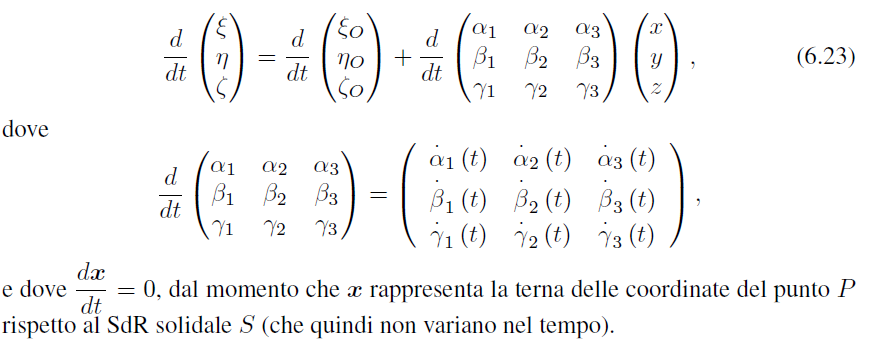 \frac{d}{dt} \begin{pmatrix} \xi \\ \eta \\ \zeta \end{pmatrix} = \frac{d}{dt} \begin{pmatrix} \xi_O \\ \eta_O \\ \zeta_O \end{pmatrix} + \frac{d}{dt} \begin{pmatrix} \alpha_1 & \alpha_2 & \alpha_3 \\ \beta_1 & \beta_2 & \beta_3 \\ \gamma_1 & \gamma_2 & \gamma_3 \end{pmatrix} \begin{pmatrix} x \\ y \\ z \end{pmatrix} , (6.23)
dove
\frac{d}{dt} \begin{pmatrix} \alpha_1 & \alpha_2 & \alpha_3 \\ \beta_1 & \beta_2 & \beta_3 \\ \gamma_1 & \gamma_2 & \gamma_3 \end{pmatrix} = \begin{pmatrix} \dot{\alpha}_1(t) & \dot{\alpha}_2(t) & \dot{\alpha}_3(t) \\ \dot{\beta}_1(t) & \dot{\beta}_2(t) & \dot{\beta}_3(t) \\ \dot{\gamma}_1(t) & \dot{\gamma}_2(t) & \dot{\gamma}_3(t) \end{pmatrix} ,
e dove \frac{d\boldsymbol{x}}{dt} = 0, dal momento che \boldsymbol{x} rappresenta la terna delle coordinate del punto P
rispetto al SdR solidale S (che quindi non variano nel tempo).